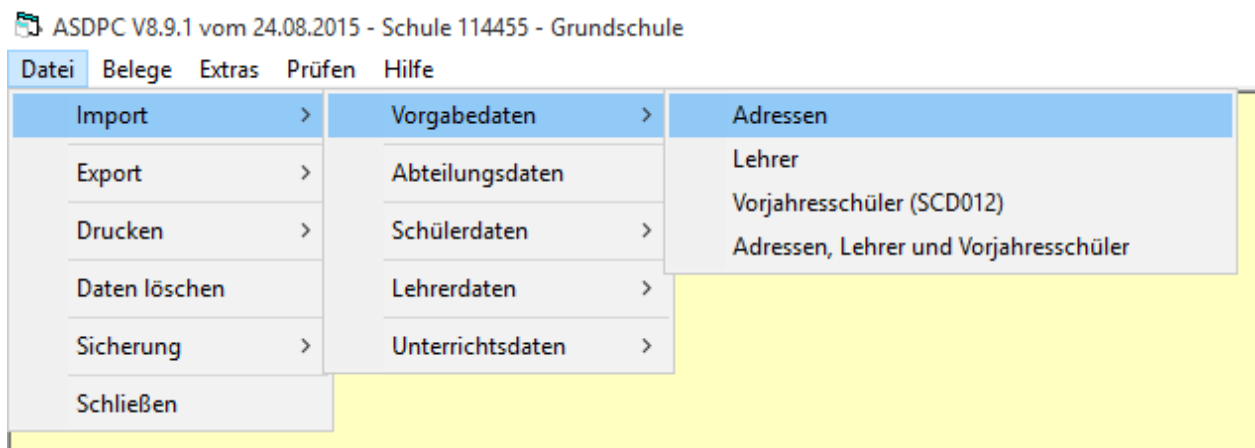 ASDPC V8.9.1 vom 24.08.2015 - Schule 114455 - Grundschule
Datei Belege Extras Prüfen Hilfe
Import > Vorgabedaten > Adressen
Lehrer
Export > Abteilungsdaten
Vorjahresschüler (SCD012)
Drucken > Schülerdaten >
Adressen, Lehrer und Vorjahresschüler
Daten löschen Lehrerdaten >
Sicherung > Unterrichtsdaten >
Schließen